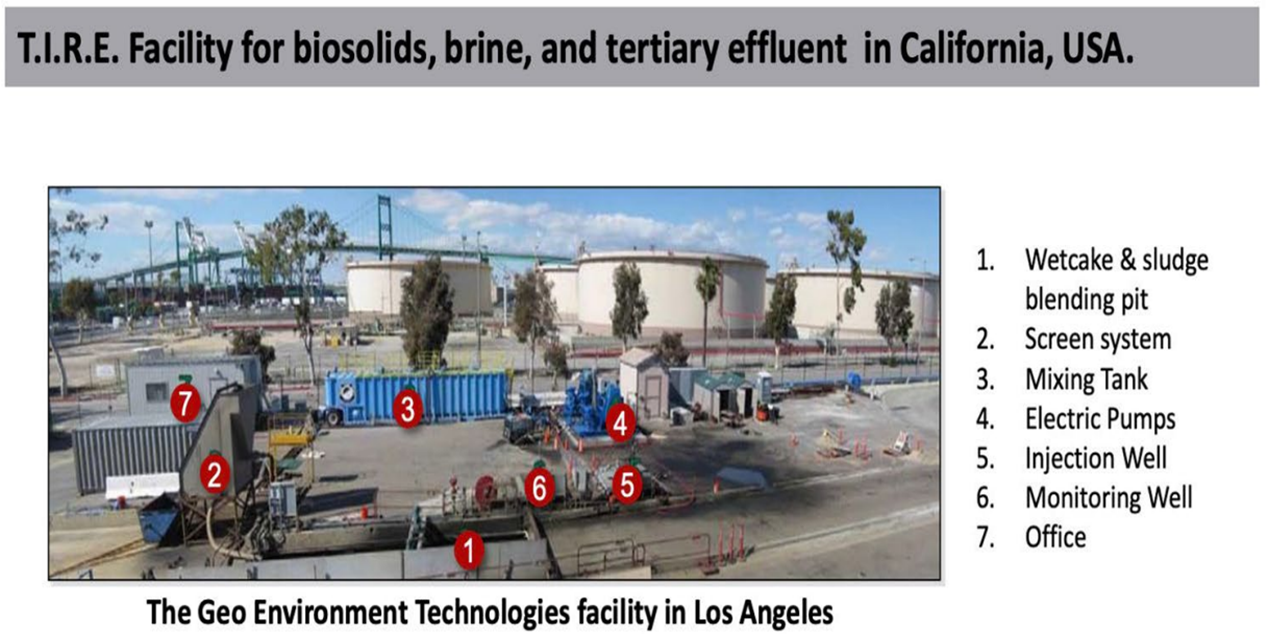 T.I.R.E. Facility for biosolids, brine, and tertiary effluent in California, USA.
7
3
4
2
6
5
1
1. Wetcake & sludge
blending pit
2. Screen system
3. Mixing Tank
4. Electric Pumps
5. Injection Well
6. Monitoring Well
7. Office
The Geo Environment Technologies facility in Los Angeles